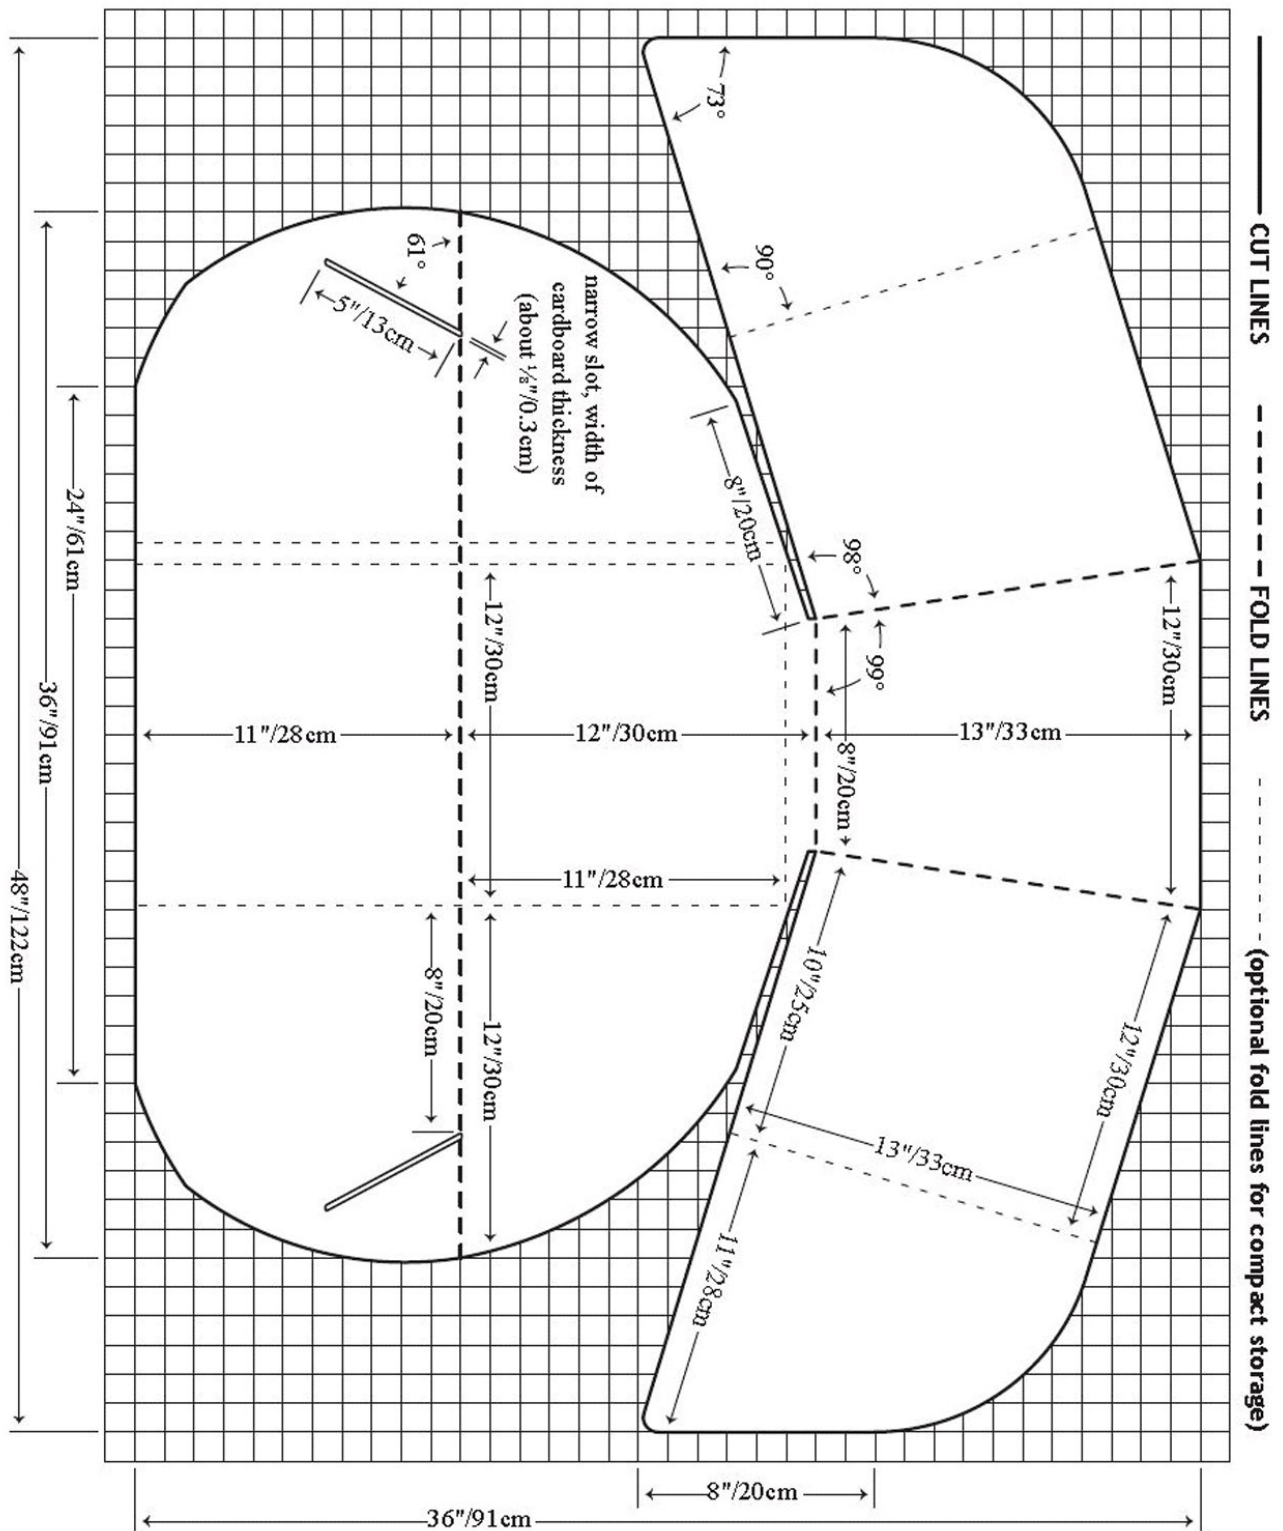 CUT LINES
FOLD LINES
(optional fold lines for compact storage)
73°
90°
61°
5"/13cm
narrow slot, width of
cardboard thickness
(about ⅛"/0.3cm)
8"/20cm
98°
99°
12"/30cm
12"/30cm
24"/61cm
36"/91cm
48"/122cm
11"/28cm
12"/30cm
13"/33cm
8"/20cm
11"/28cm
8"/20cm
12"/30cm
10"/25cm
12"/30cm
13"/33cm
11"/28cm
8"/20cm
36"/91cm